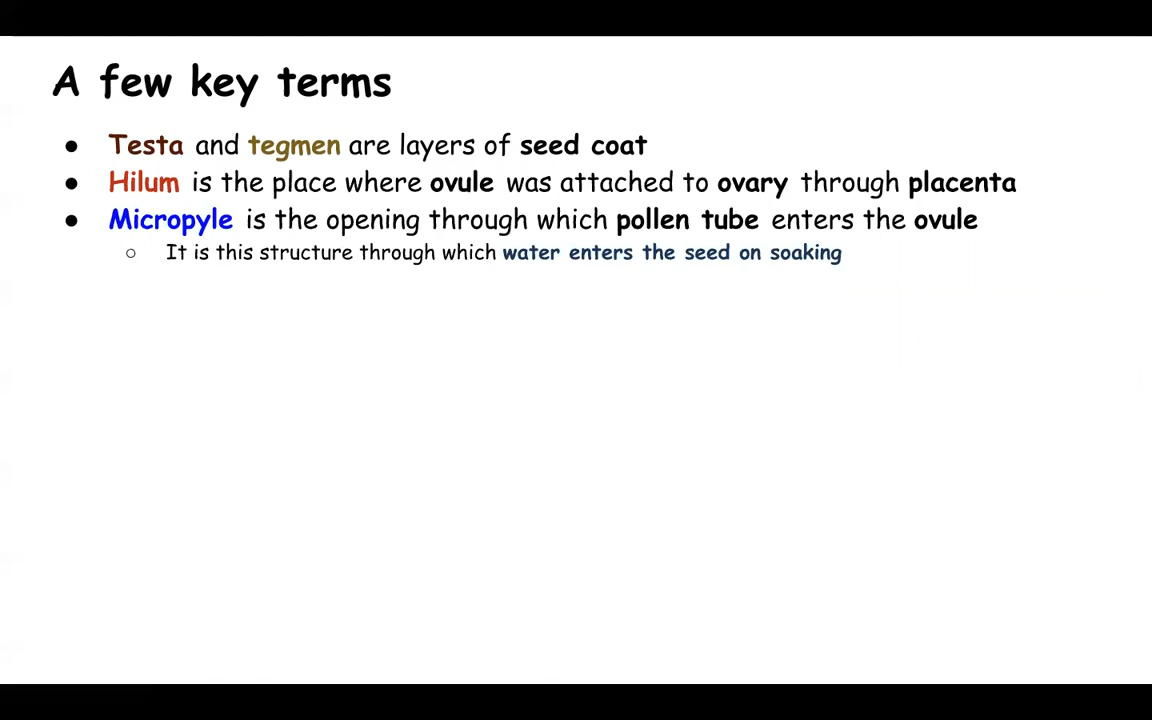 A few key terms
● Testa and tegmen are layers of seed coat
● Hilum is the place where ovule was attached to ovary through placenta
● Micropyle is the opening through which pollen tube enters the ovule
○ It is this structure through which water enters the seed on soaking